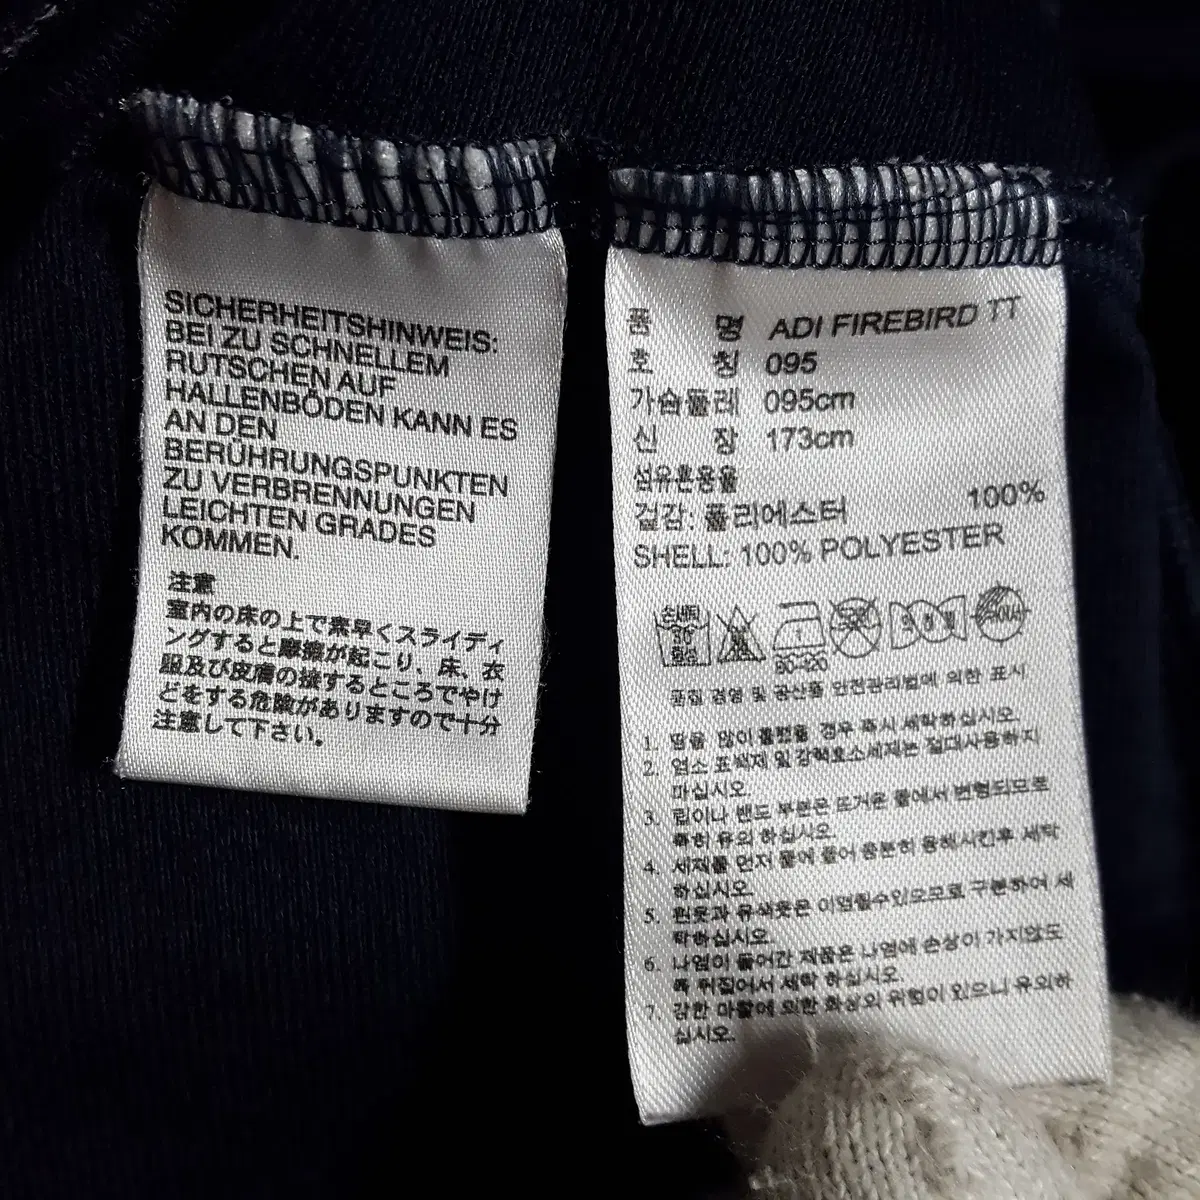 SICHERHEITSHINWEIS:
BEI ZU SCHNELLEM
RUTSCHEN AUF
HALLENBÖDEN KANN ES
AN DEN
BERÜHRUNGSPUNKTEN
ZU VERBRENNUNGEN
LEICHTEN GRADES
KOMMEN.
注意
室内の床の上で素早くスライディ
ングすると摩擦が起こり、床、衣
服及び皮膚の接するところでやけ
どをする危険がありますので十分
注意して下さい。
품 명 ADI FIREBIRD TT
호 칭 095
가슴둘레 095cm
신 장 173cm
섬유혼용율
겉감: 폴리에스터 100%
SHELL: 100% POLYESTER
손세탁
30
중성
80-120
품질 경영 및 공산품 안전관리법에 의한 표시
1. 땀을 많이 흘렸을 경우 즉시 세탁하십시오.
2. 염소 표백제 및 강력효소세제는 절대사용하지
마십시오
3. 립이나 밴드 부분은 뜨거운 물에서 변형되므로
특히 유의 하십시오.
4. 세제를 먼저 물에 풀어 충분히 용해시킨후 세탁
하십시오.
5. 흰옷과 유색옷은 이염될수있으므로 구분하여 세
탁하십시오.
6. 나염이 들어간 제품은 나염에 손상이 가지않도
록 뒤집어서 세탁 하십시오.
7. 강한 마찰에 의한 화상의 위험이 있으니 유의하
십시오.